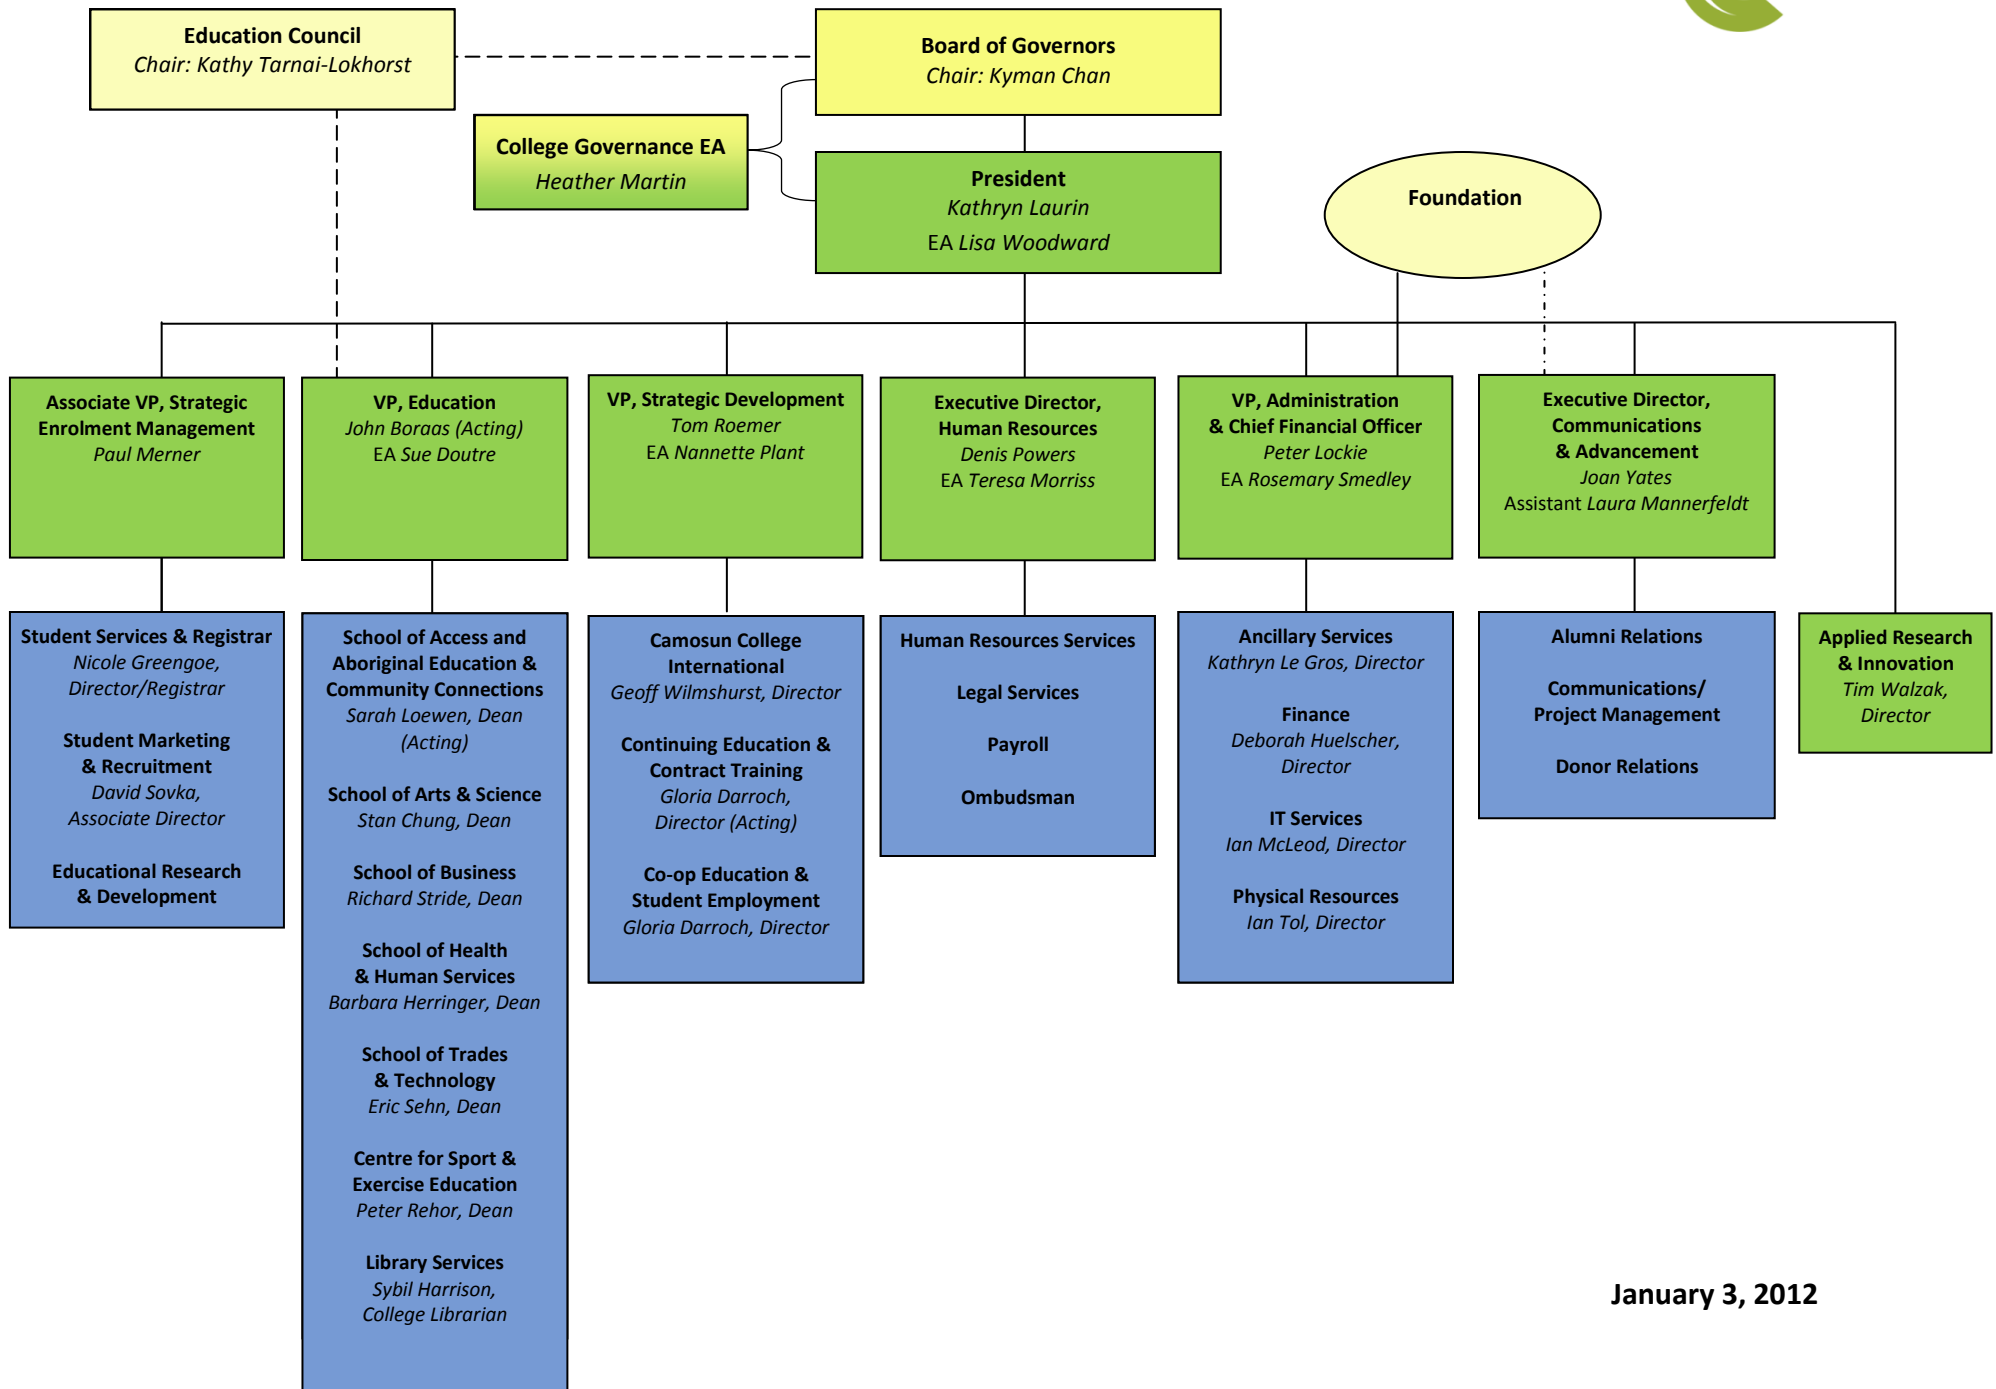 Education Council
Chair: Kathy Tarnai-Lokhorst
Board of Governors
Chair: Kyman Chan
College Governance EA
Heather Martin
President
Kathryn Laurin
EA Lisa Woodward
Foundation
Associate VP, Strategic
Enrolment Management
Paul Merner
VP, Education
John Boraas (Acting)
EA Sue Doutre
VP, Strategic Development
Tom Roemer
EA Nannette Plant
Executive Director,
Human Resources
Denis Powers
EA Teresa Morriss
VP, Administration
& Chief Financial Officer
Peter Lockie
EA Rosemary Smedley
Executive Director,
Communications
& Advancement
Joan Yates
Assistant Laura Mannerfeldt
Student Services & Registrar
Nicole Greengoe,
Director/Registrar
Student Marketing
& Recruitment
David Sovka,
Associate Director
Educational Research
& Development
School of Access and
Aboriginal Education &
Community Connections
Sarah Loewen, Dean
(Acting)
School of Arts & Science
Stan Chung, Dean
School of Business
Richard Stride, Dean
School of Health
& Human Services
Barbara Herringer, Dean
School of Trades
& Technology
Eric Sehn, Dean
Centre for Sport &
Exercise Education
Peter Rehor, Dean
Library Services
Sybil Harrison,
College Librarian
Camosun College
International
Geoff Wilmshurst, Director
Continuing Education &
Contract Training
Gloria Darroch,
Director (Acting)
Co-op Education &
Student Employment
Gloria Darroch, Director
Human Resources Services
Legal Services
Payroll
Ombudsman
Ancillary Services
Kathryn Le Gros, Director
Finance
Deborah Huelscher,
Director
IT Services
Ian McLeod, Director
Physical Resources
Ian Tol, Director
Alumni Relations
Communications/
Project Management
Donor Relations
Applied Research
& Innovation
Tim Walzak,
Director
January 3, 2012